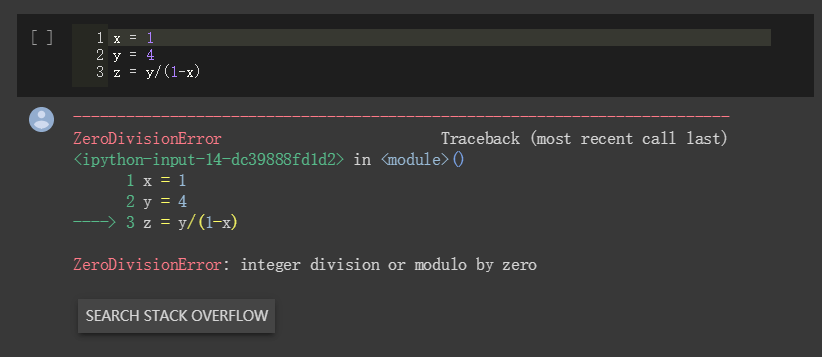 [ ] 1 x = 1
2 y = 4
3 z = y/(1-x)
---------------------------------------------------------------------------
ZeroDivisionError Traceback (most recent call last)
<ipython-input-14-dc39888fd1d2> in <module>()
1 x = 1
2 y = 4
----> 3 z = y/(1-x)
ZeroDivisionError: integer division or modulo by zero
SEARCH STACK OVERFLOW